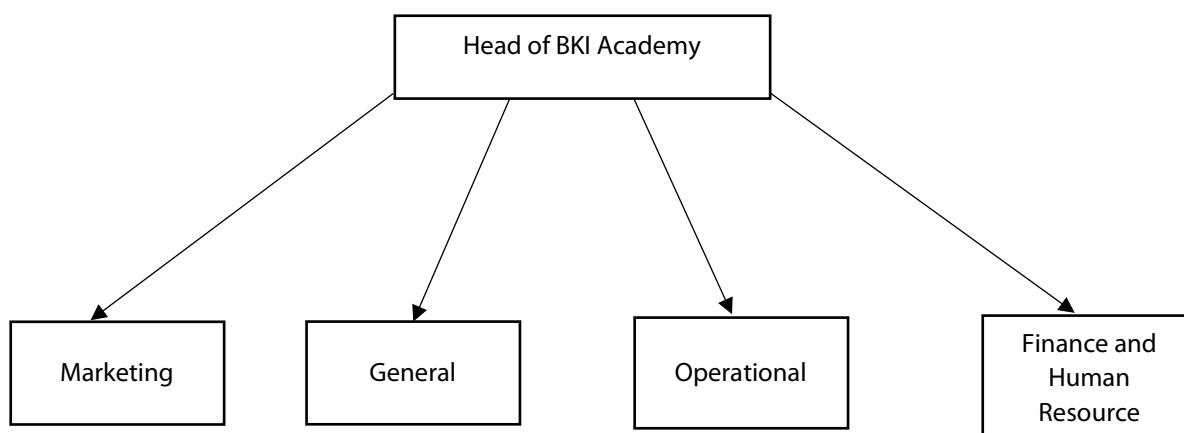 Head of BKI Academy
Marketing
General
Operational
Finance and
Human
Resource